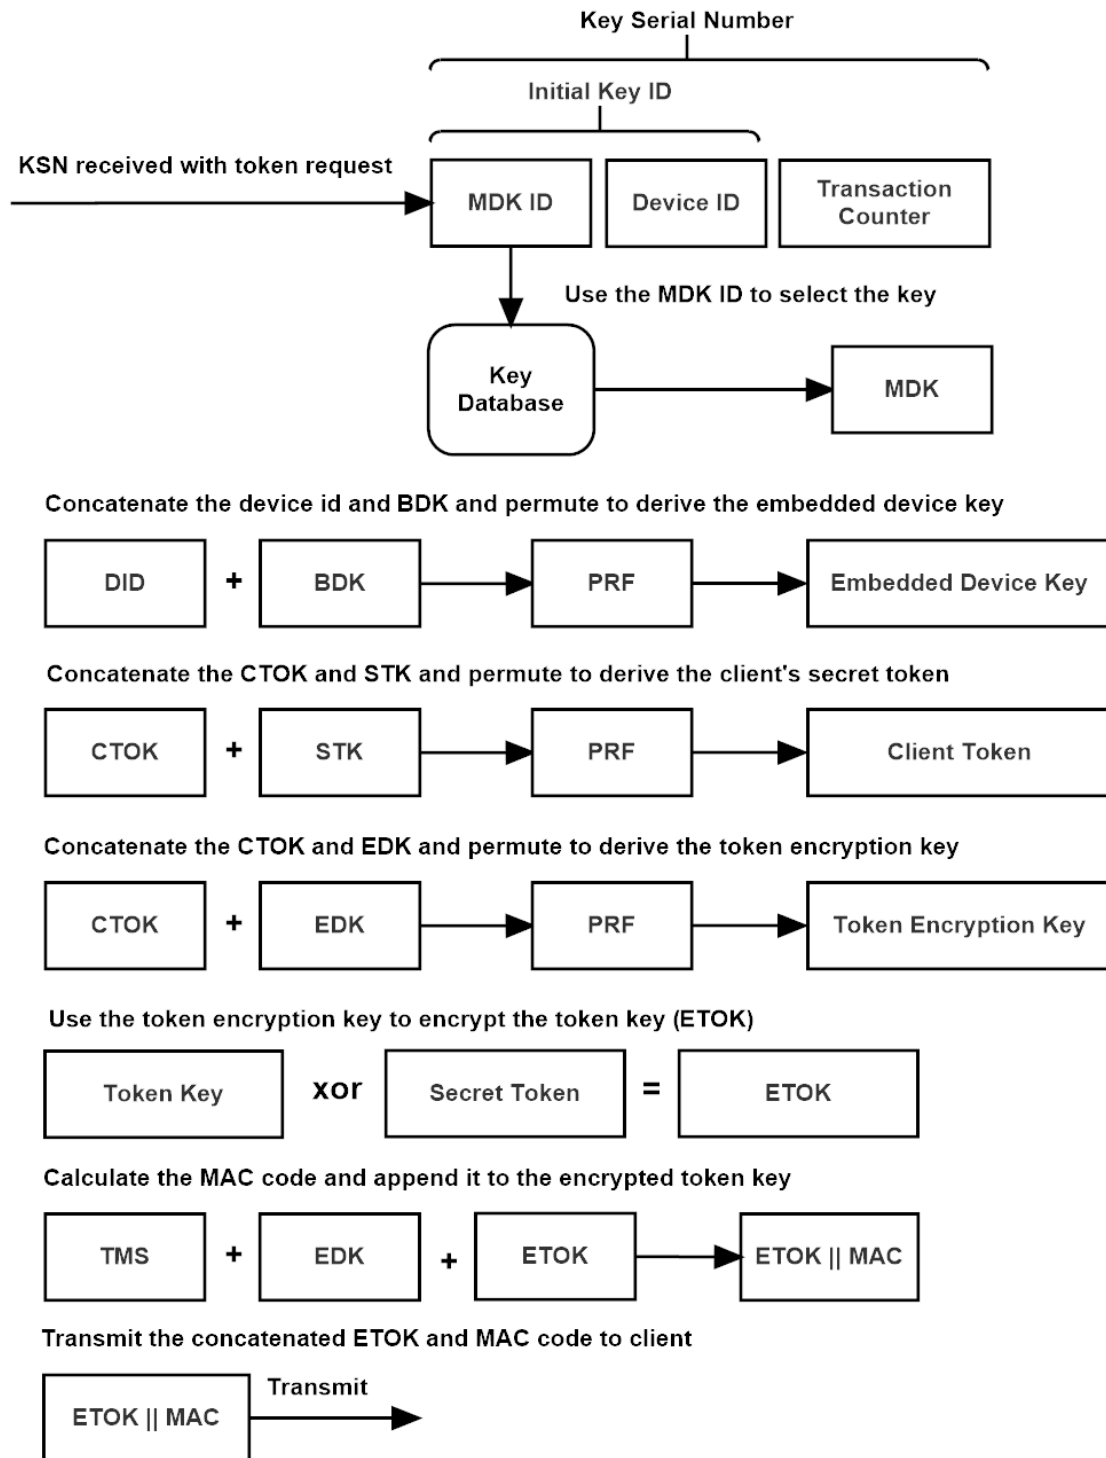 Key Serial Number
Initial Key ID
KSN received with token request
MDK ID
Device ID
Transaction
Counter
Use the MDK ID to select the key
Key
Database
MDK
Concatenate the device id and BDK and permute to derive the embedded device key
DID + BDK PRF Embedded Device Key
Concatenate the CTOK and STK and permute to derive the client's secret token
CTOK + STK PRF Client Token
Concatenate the CTOK and EDK and permute to derive the token encryption key
CTOK + EDK PRF Token Encryption Key
Use the token encryption key to encrypt the token key (ETOK)
Token Key xor Secret Token = ETOK
Calculate the MAC code and append it to the encrypted token key
TMS + EDK + ETOK ETOK || MAC
Transmit the concatenated ETOK and MAC code to client
ETOK || MAC Transmit